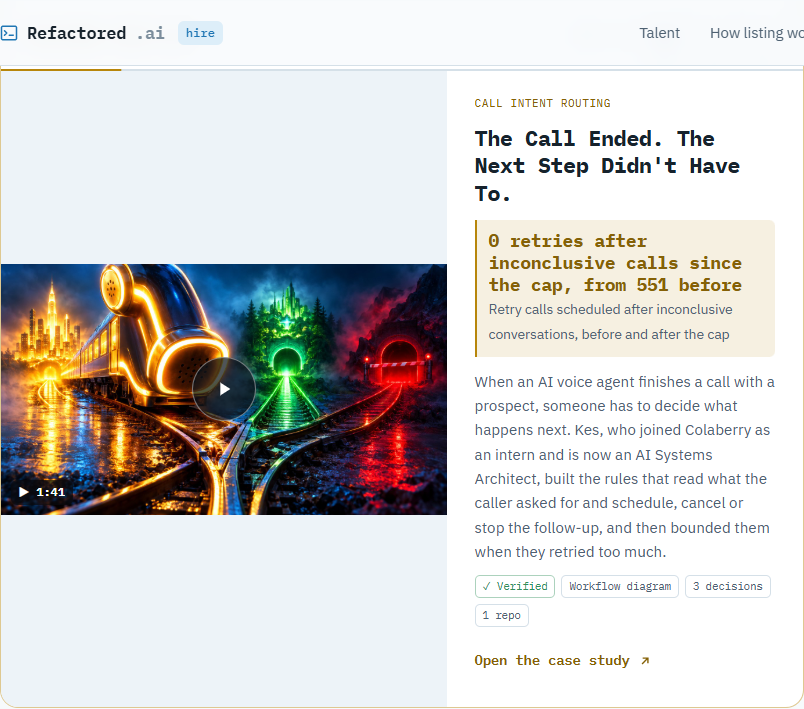 Refactored .ai hire
Talent
How listing wo
CALL INTENT ROUTING
The Call Ended. The
Next Step Didn't Have
To.
0 retries after
inconclusive calls since
the cap, from 551 before
Retry calls scheduled after inconclusive
conversations, before and after the cap
When an AI voice agent finishes a call with a
prospect, someone has to decide what
happens next. Kes, who joined Colaberry as
an intern and is now an AI Systems
Architect, built the rules that read what the
caller asked for and schedule, cancel or
stop the follow-up, and then bounded them
when they retried too much.
✓ Verified
Workflow diagram
3 decisions
1 repo
Open the case study ↗
▶ 1:41